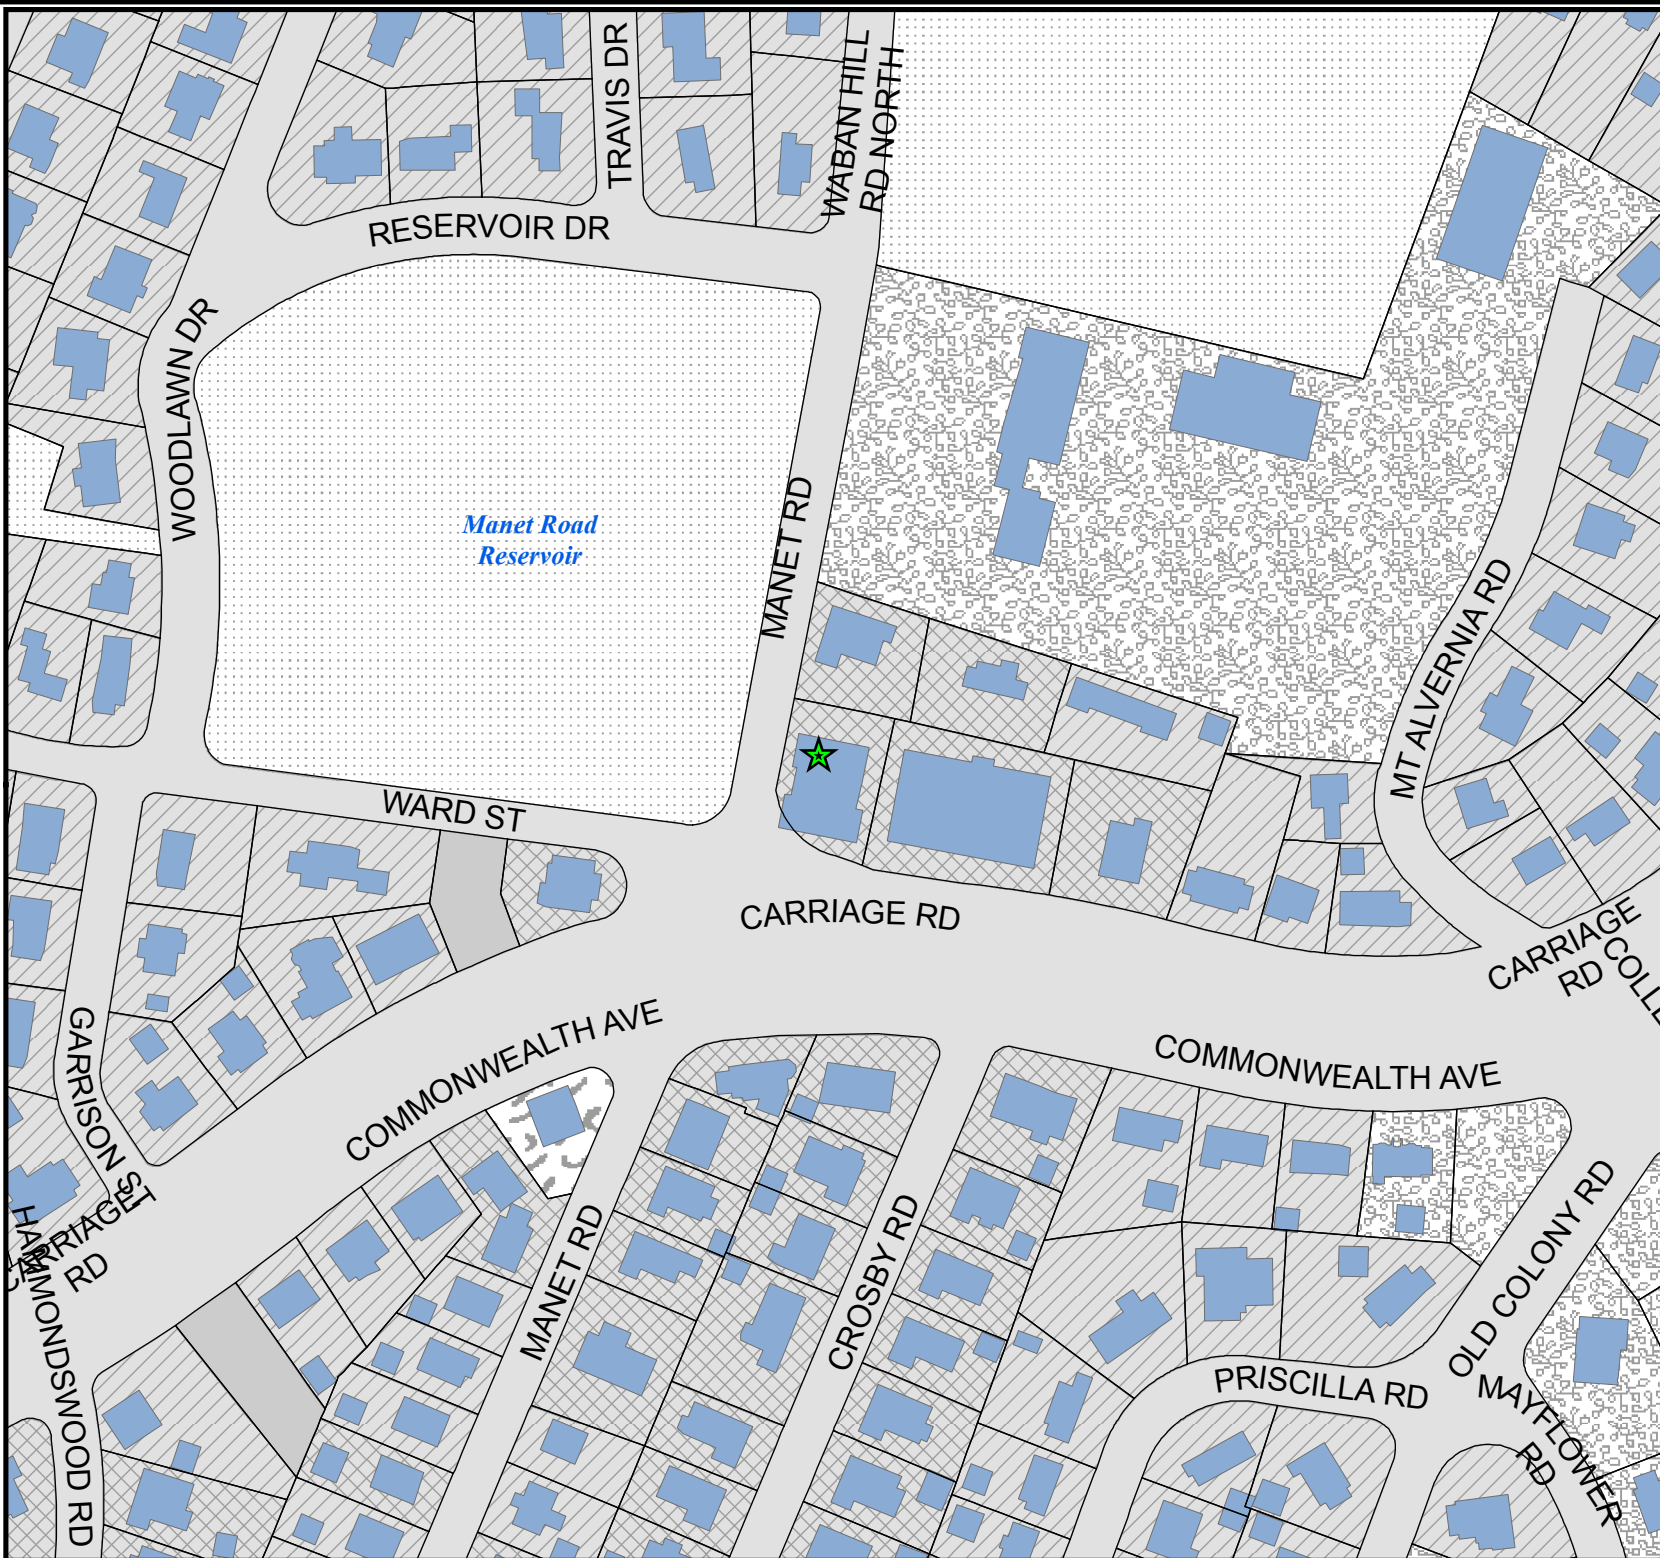 TRAVIS DR
WABAN HILL
RD NORTH
RESERVOIR DR
WOODLAWN DR
Manet Road
Reservoir
MANET RD
MT ALVERNIA RD
WARD ST
CARRIAGE RD
CARRIAGE
RD
COLLE
GARRISON ST
COMMONWEALTH AVE
COMMONWEALTH AVE
CARRIAGE
RD
HAMMONDSWOOD RD
MANET RD
CROSBY RD
OLD COLONY RD
PRISCILLA RD
MAYFLOWER
RD